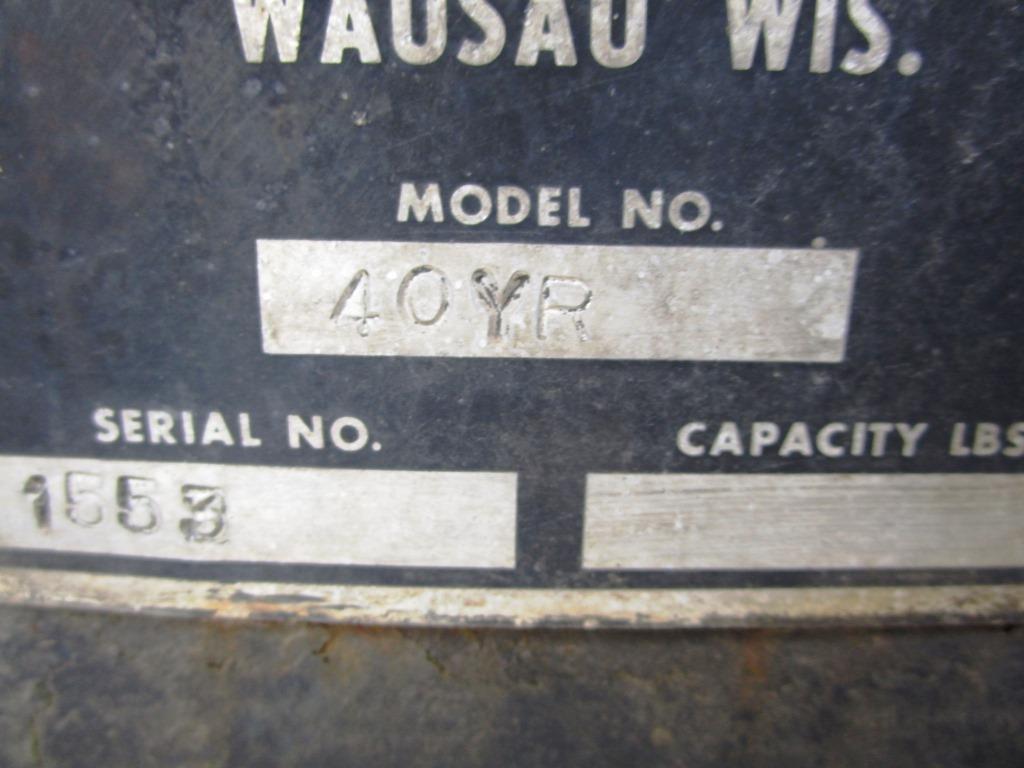 WAUSAU WIS.
MODEL NO.
40YR
SERIAL NO. CAPACITY LBS
1553